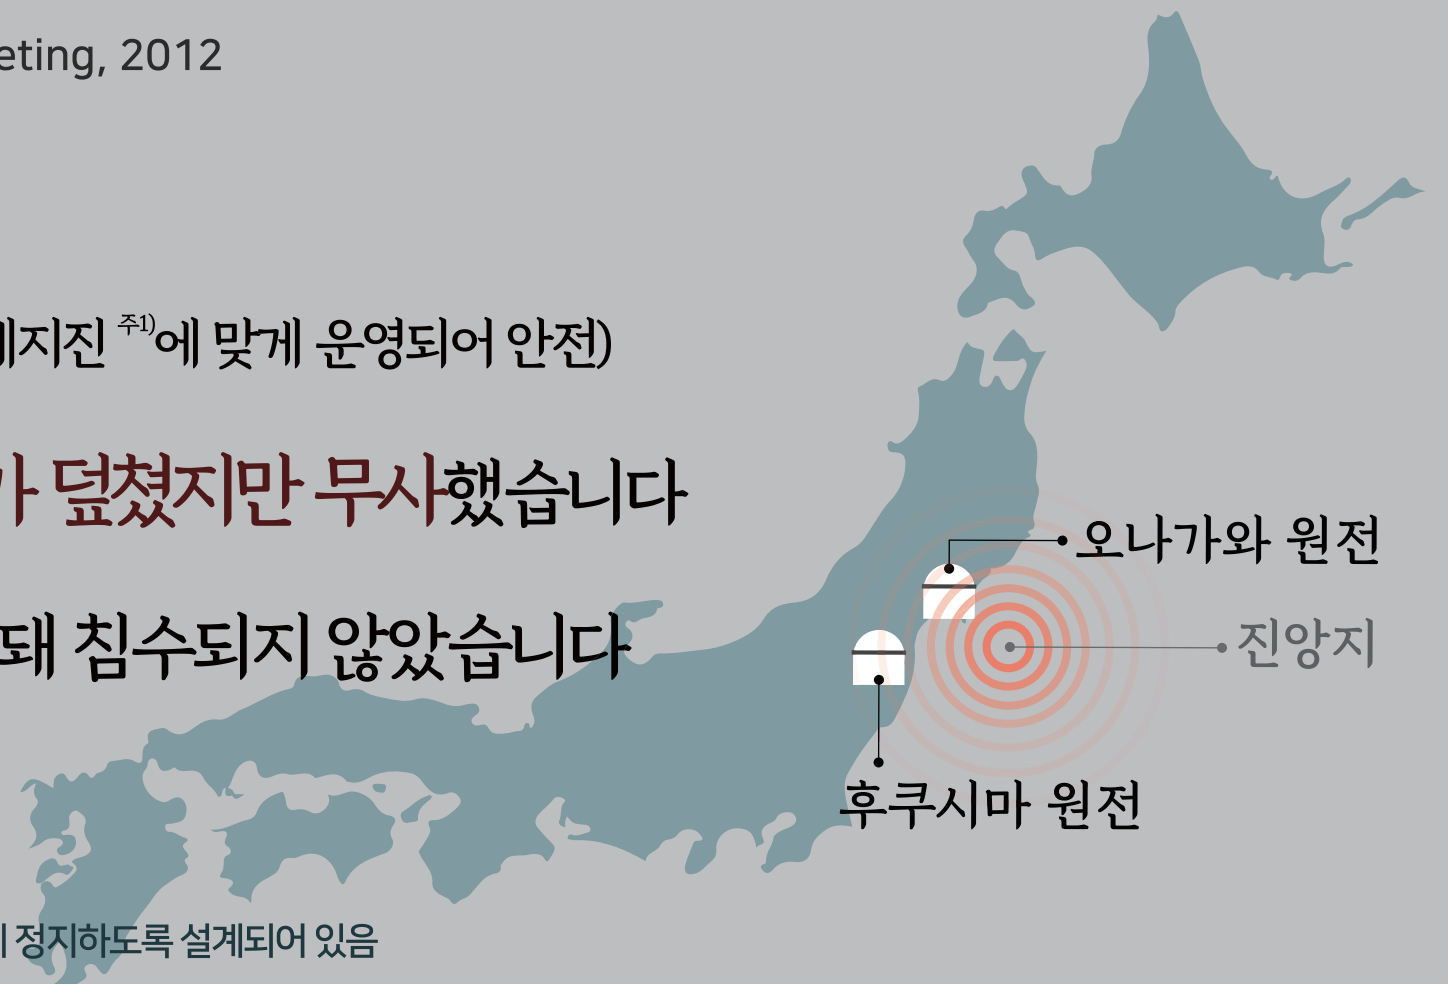 eting, 2012
계지진 주1)에 맞게 운영되어 안전)
가 덮쳤지만 무사했습니다
오나가와 원전
진앙지
돼 침수되지 않았습니다
후쿠시마 원전
정지하도록 설계되어 있음